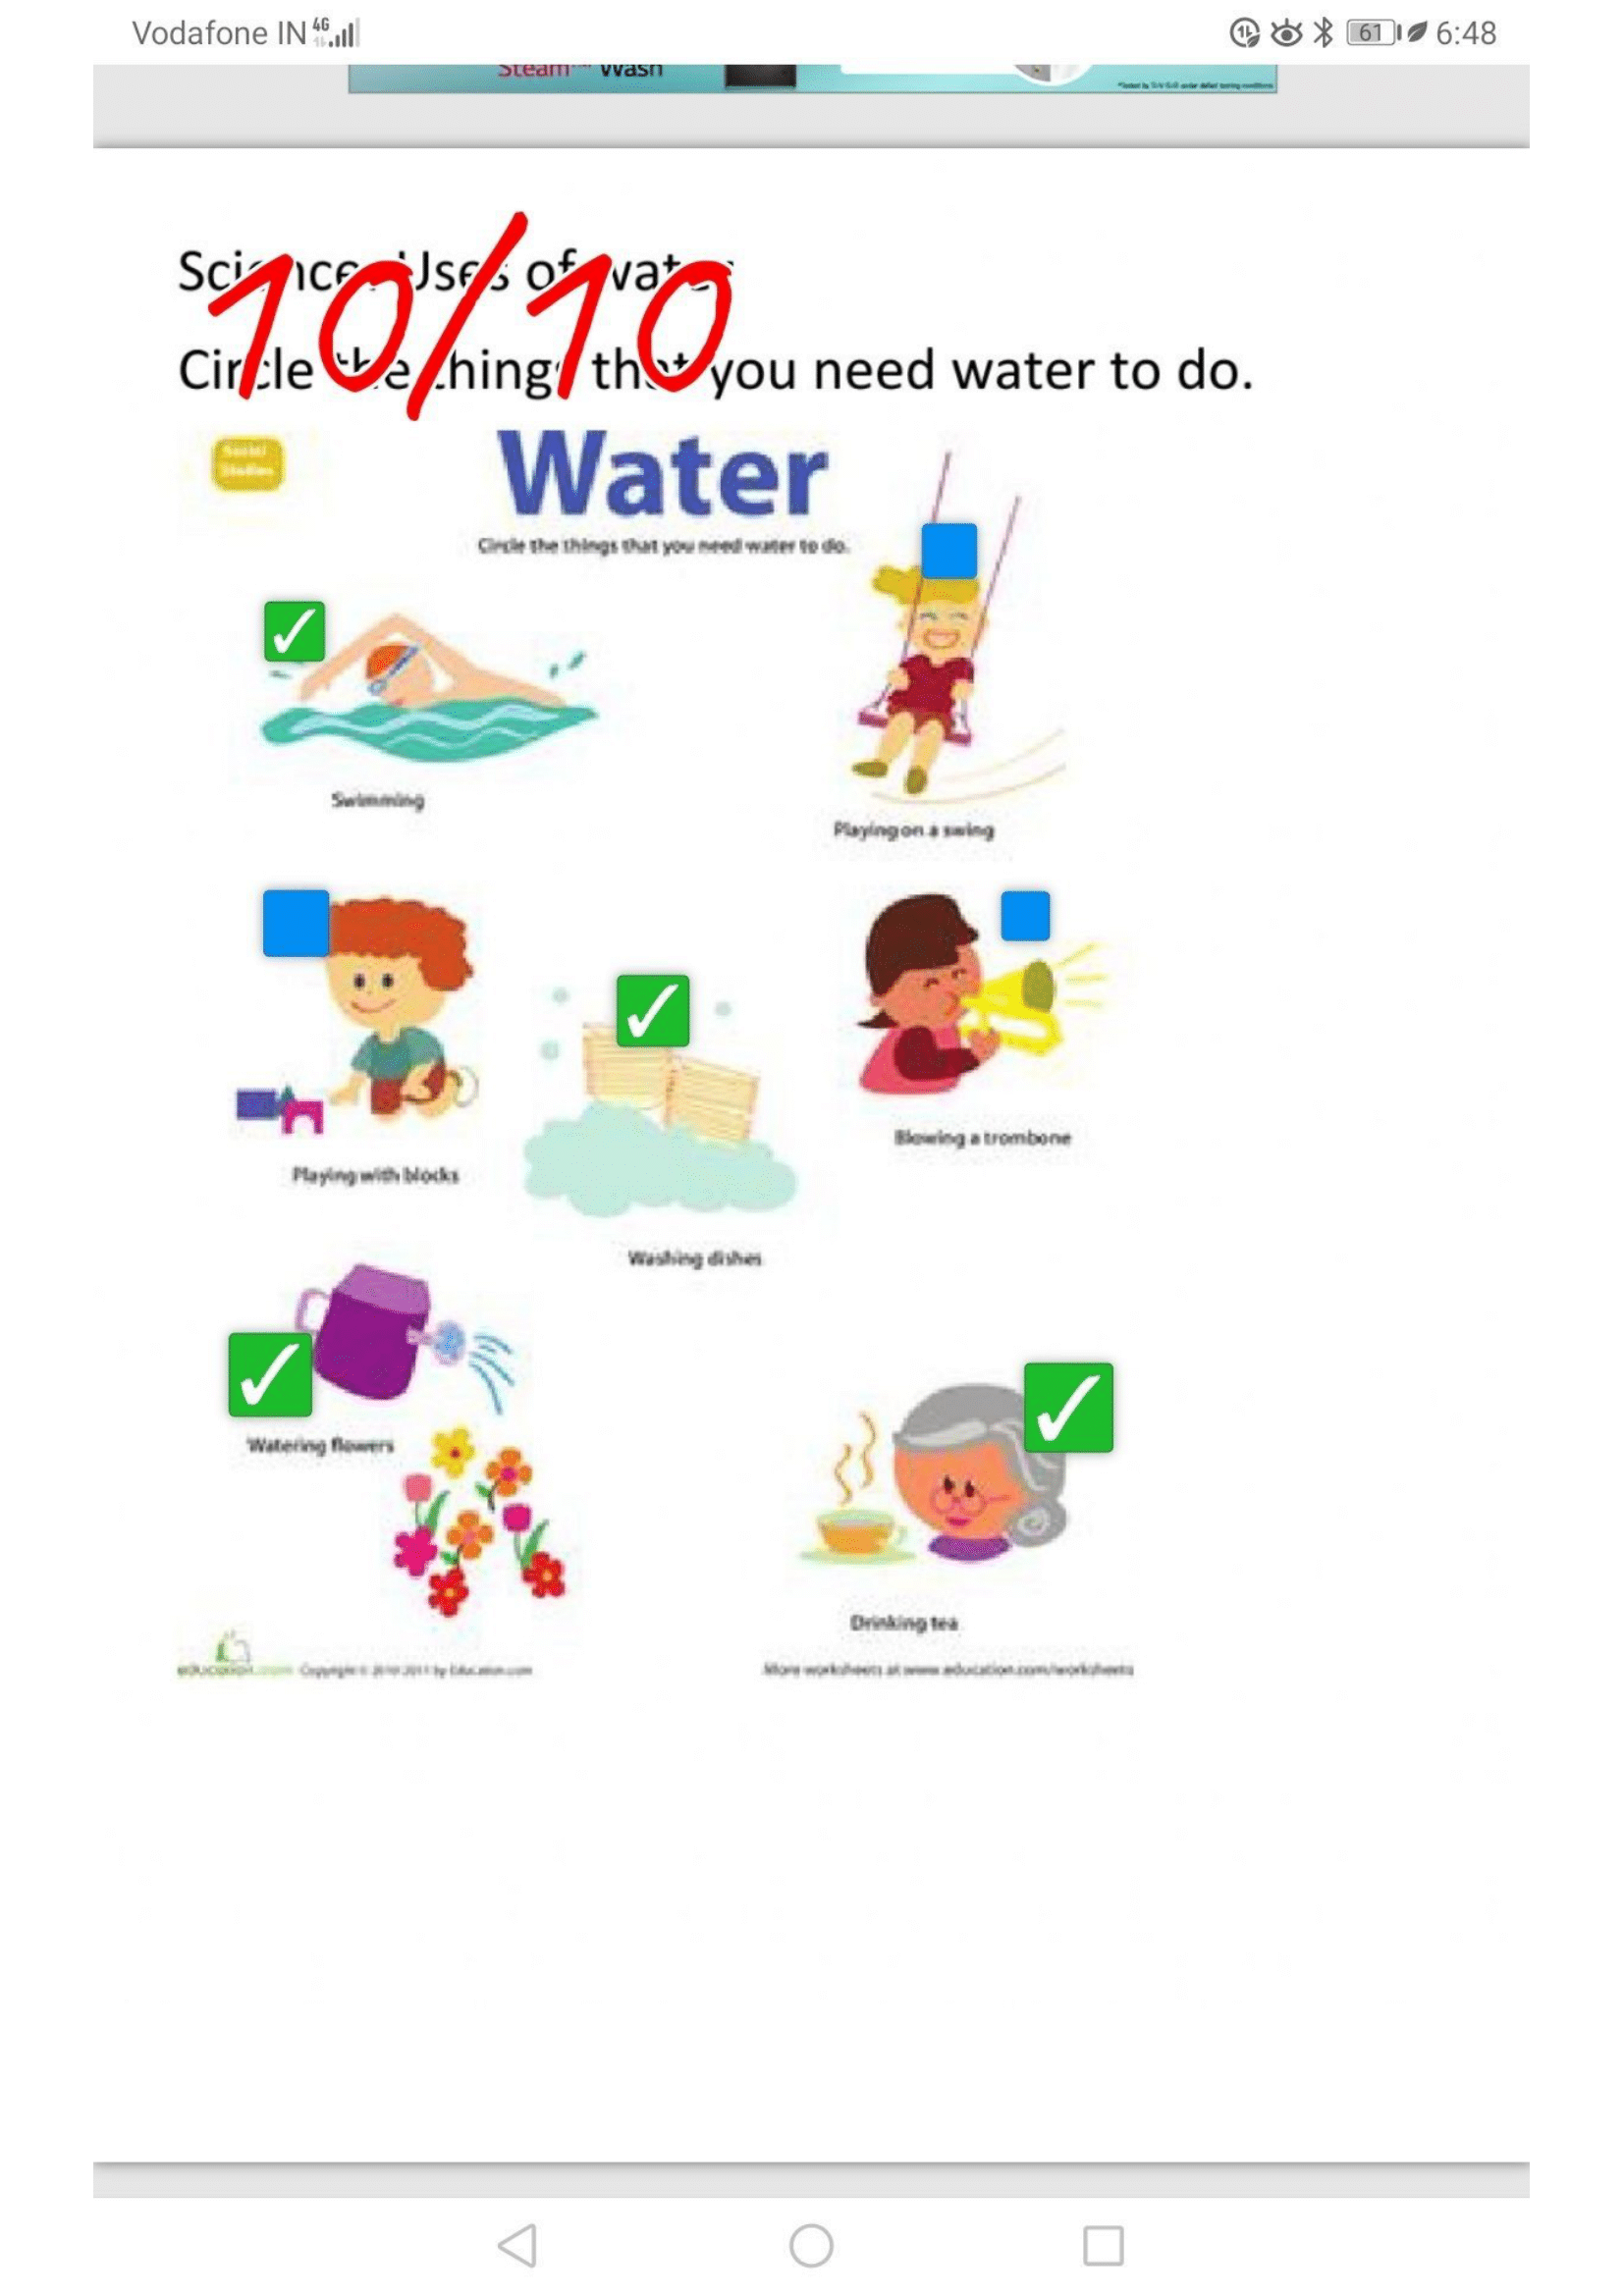 Vodafone IN 4G 61 6:48
Steam Wash
10/10
Science Uses of water
Circle the things that you need water to do.
Social
Studies
Water
Circle the things that you need water to do.
Swimming
Playing on a swing
Playing with blocks
Blowing a trombone
Washing dishes
Watering flowers
Drinking tea
education.com Copyright © 2010-2011 by Education.com
More worksheets at www.education.com/worksheets